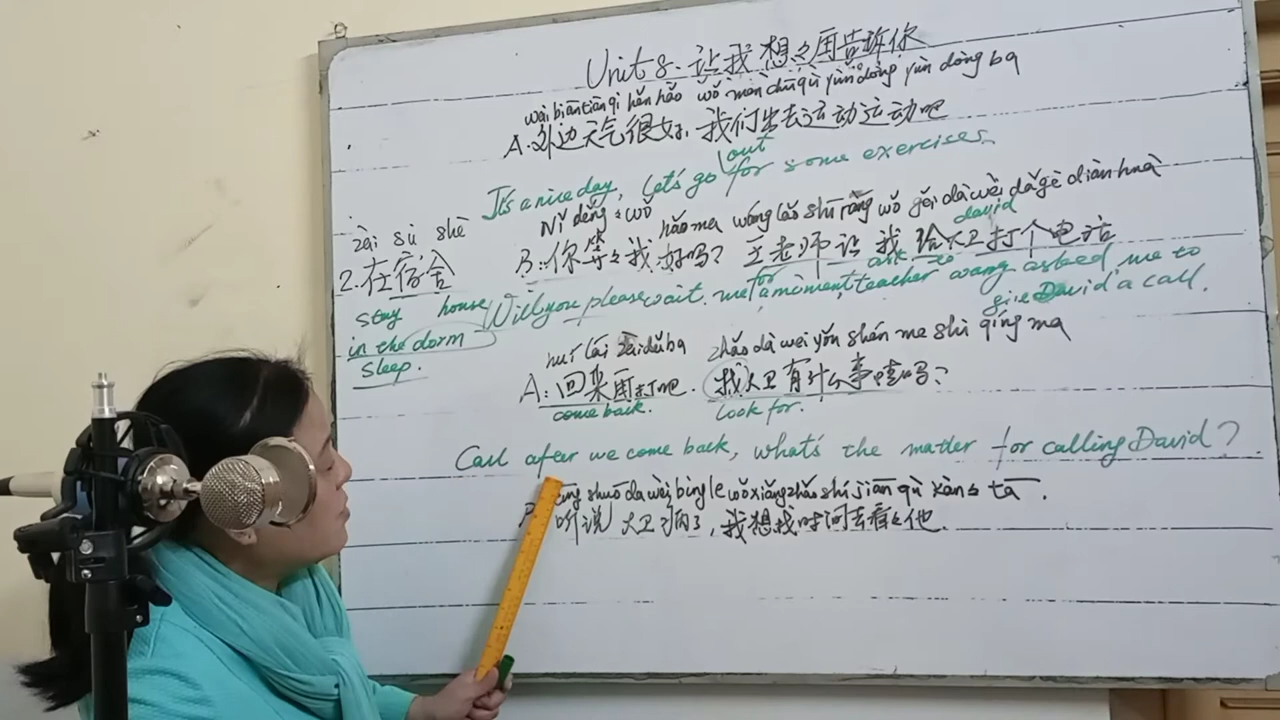 Unit 8. 让我想々再告诉你
wài biān tiān qì hěn hǎo wǒ mén chū qù yùn dòng yùn dòng ba
A: 外边天气很好, 我们出去运动运动吧
It's a nice day, let's go out for some exercises.
Nǐ děng 々 wǒ hǎo ma wáng lǎo shī ràng wǒ gěi dà wèi dǎ gè diàn huà
david
B: 你等々我好吗? 王老师让我给大卫打个电话
for ask to
Will you please wait me a moment, teacher wang asked me to
give David a call.
zài sù shè
2. 在宿舍
stay house
in the dorm
sleep.
huí lái zài dǎ ba zhǎo dà wei yǒu shén me shì qíng ma
A: 回来再打吧. 找大卫有什么事情吗?
come back. look for.
Call after we come back, what's the matter for calling David?
shuō dà wèi bìng le wǒ xiǎng zhǎo shí jiān qù kàn 々 tā.
听说大卫病了, 我想找时间去看々他.